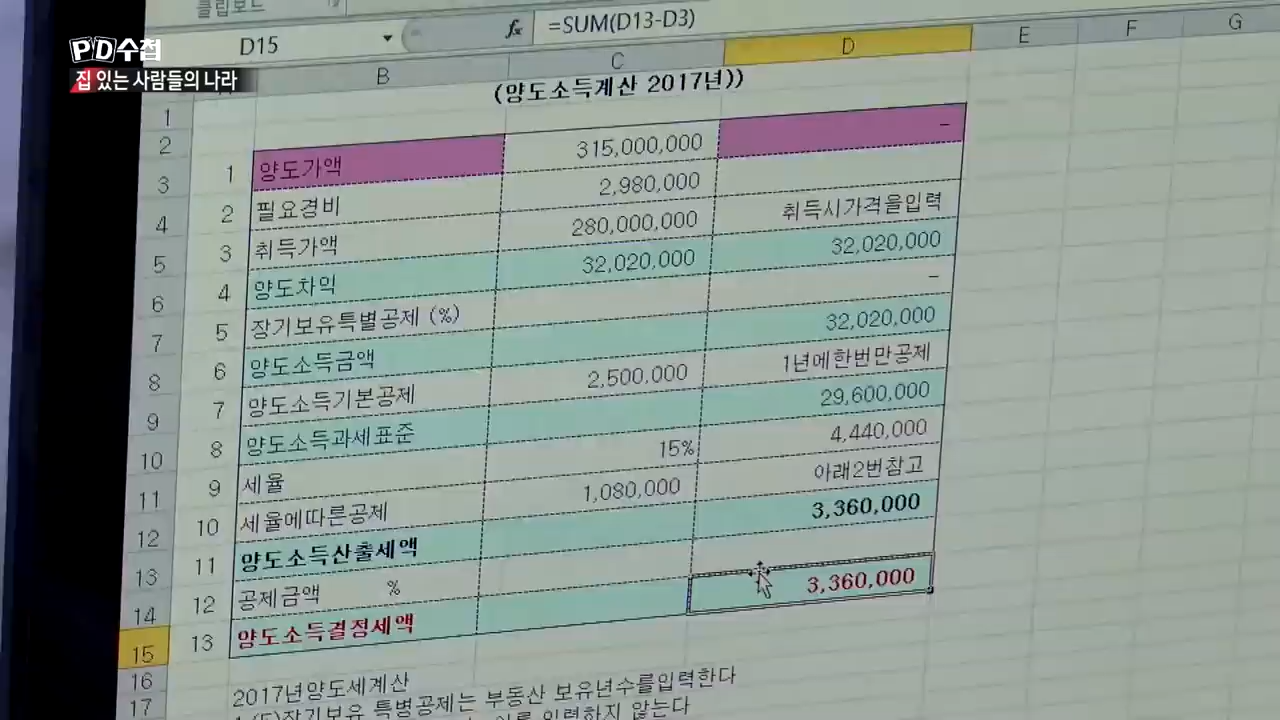 클립보드
PD수첩
집 있는 사람들의 나라
D15 fx =SUM(D13-D3)
B C D E F G
(양도소득계산 2017년))
1
2 1 양도가액 315,000,000 -
3 2 필요경비 2,980,000
4 3 취득가액 280,000,000 취득시가격을입력
5 4 양도차익 32,020,000 32,020,000
6 5 장기보유특별공제 (%) -
7 6 양도소득금액 32,020,000
8 7 양도소득기본공제 2,500,000 1년에한번만공제
9 8 양도소득과세표준 29,600,000
10 9 세율 15% 4,440,000
11 10 세율에따른공제 1,080,000 아래2번참고
12 11 양도소득산출세액 3,360,000
13 12 공제금액 %
14 13 양도소득결정세액 3,360,000
15
16 2017년양도세계산
17 특별공제는 부동산 보유년수를입력한다
입력하지 않는다